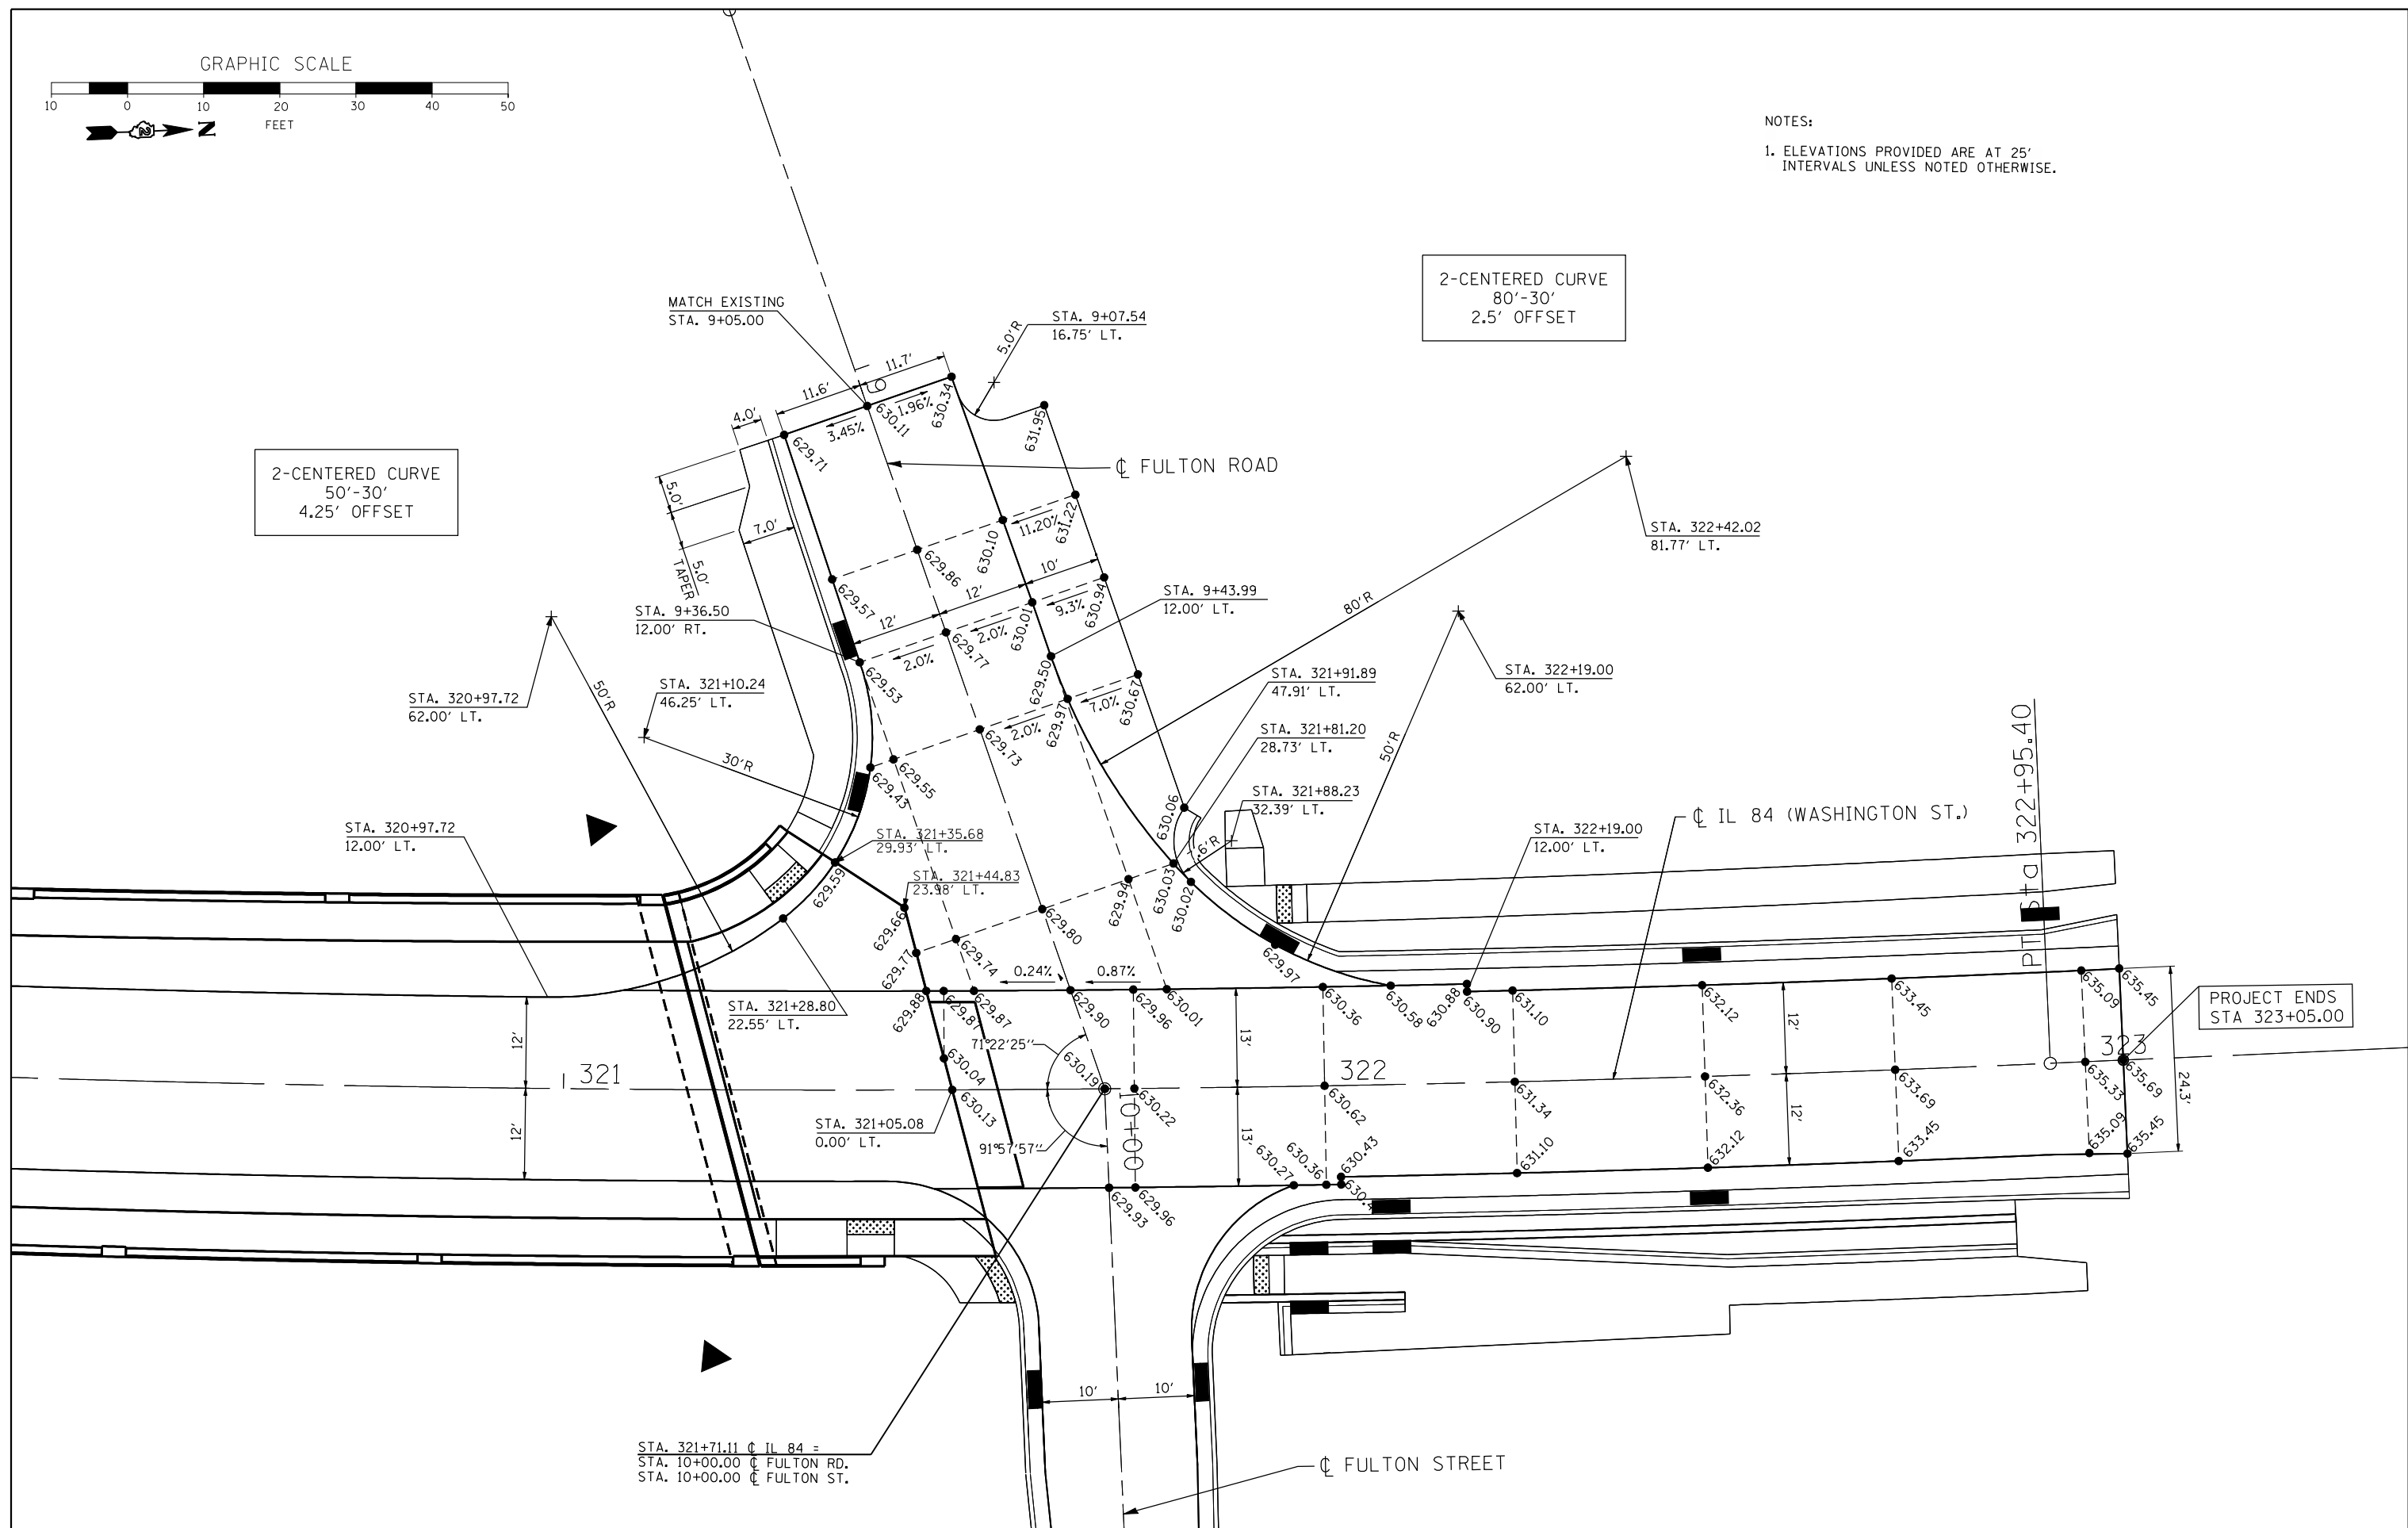 GRAPHIC SCALE
10 0 10 20 30 40 50
FEET
N
NOTES:
1. ELEVATIONS PROVIDED ARE AT 25'
INTERVALS UNLESS NOTED OTHERWISE.
2-CENTERED CURVE
80'-30'
2.5' OFFSET
2-CENTERED CURVE
50'-30'
4.25' OFFSET
MATCH EXISTING
STA. 9+05.00
STA. 9+07.54
16.75' LT.
5.0'R
11.7'
11.6'
9
4.0'
1.96%
3.45%
630.34
630.11
629.71
631.95
℄ FULTON ROAD
5.0'
7.0'
5.0'
TAPER
11.20%
631.22
630.10
629.86
629.57
10'
12'
12'
9.3%
630.94
630.01
2.0%
629.77
2.0%
629.53
STA. 9+36.50
12.00' RT.
STA. 9+43.99
12.00' LT.
629.50
80'R
STA. 322+42.02
81.77' LT.
STA. 322+19.00
62.00' LT.
50'R
STA. 321+91.89
47.91' LT.
STA. 321+81.20
28.73' LT.
STA. 321+88.23
32.39' LT.
7.0%
630.67
629.97
2.0%
629.73
629.55
629.43
STA. 320+97.72
62.00' LT.
50'R
STA. 321+10.24
46.25' LT.
30'R
STA. 320+97.72
12.00' LT.
STA. 321+35.68
29.93' LT.
STA. 321+44.83
23.98' LT.
STA. 321+28.80
22.55' LT.
629.59
629.66
629.77
629.74
629.80
629.94
630.06
630.03
630.02
629.97
℄ IL 84 (WASHINGTON ST.)
STA. 322+19.00
12.00' LT.
PIT Sta 322+95.40
PROJECT ENDS
STA 323+05.00
0.24%
0.87%
629.88
629.87
629.87
629.90
629.96
630.01
630.36
630.58
630.88
630.90
631.10
632.12
633.45
635.09
635.45
12'
12'
321
71°22'25"
91°57'57"
630.04
630.13
630.19
630.22
10+00
13'
13'
322
630.62
631.34
632.36
633.69
323
635.33
635.69
24.3'
12'
12'
STA. 321+05.08
0.00' LT.
629.93
629.96
630.27
630.36
630.43
631.10
632.12
633.45
635.09
635.45
10'
10'
STA. 321+71.11 ℄ IL 84 =
STA. 10+00.00 ℄ FULTON RD.
STA. 10+00.00 ℄ FULTON ST.
℄ FULTON STREET